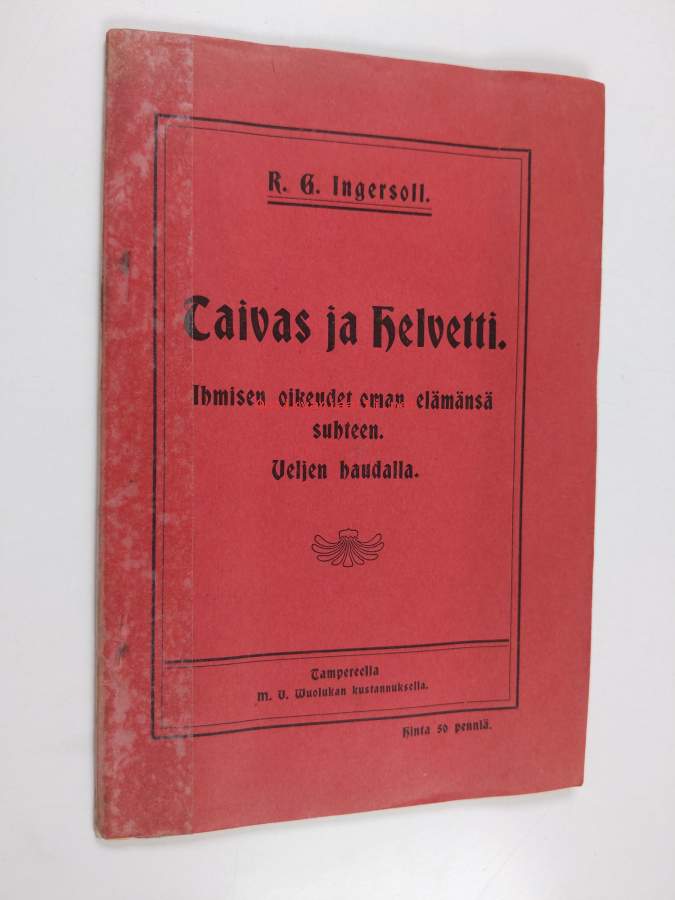 R. G. Ingersoll.
Taivas ja Helvetti.
Ihmisen oikeudet oman elämänsä
suhteen.
Veljen haudalla.
Tampereella
M. V. Wuolukan kustannuksella.
Hinta 50 penniä.